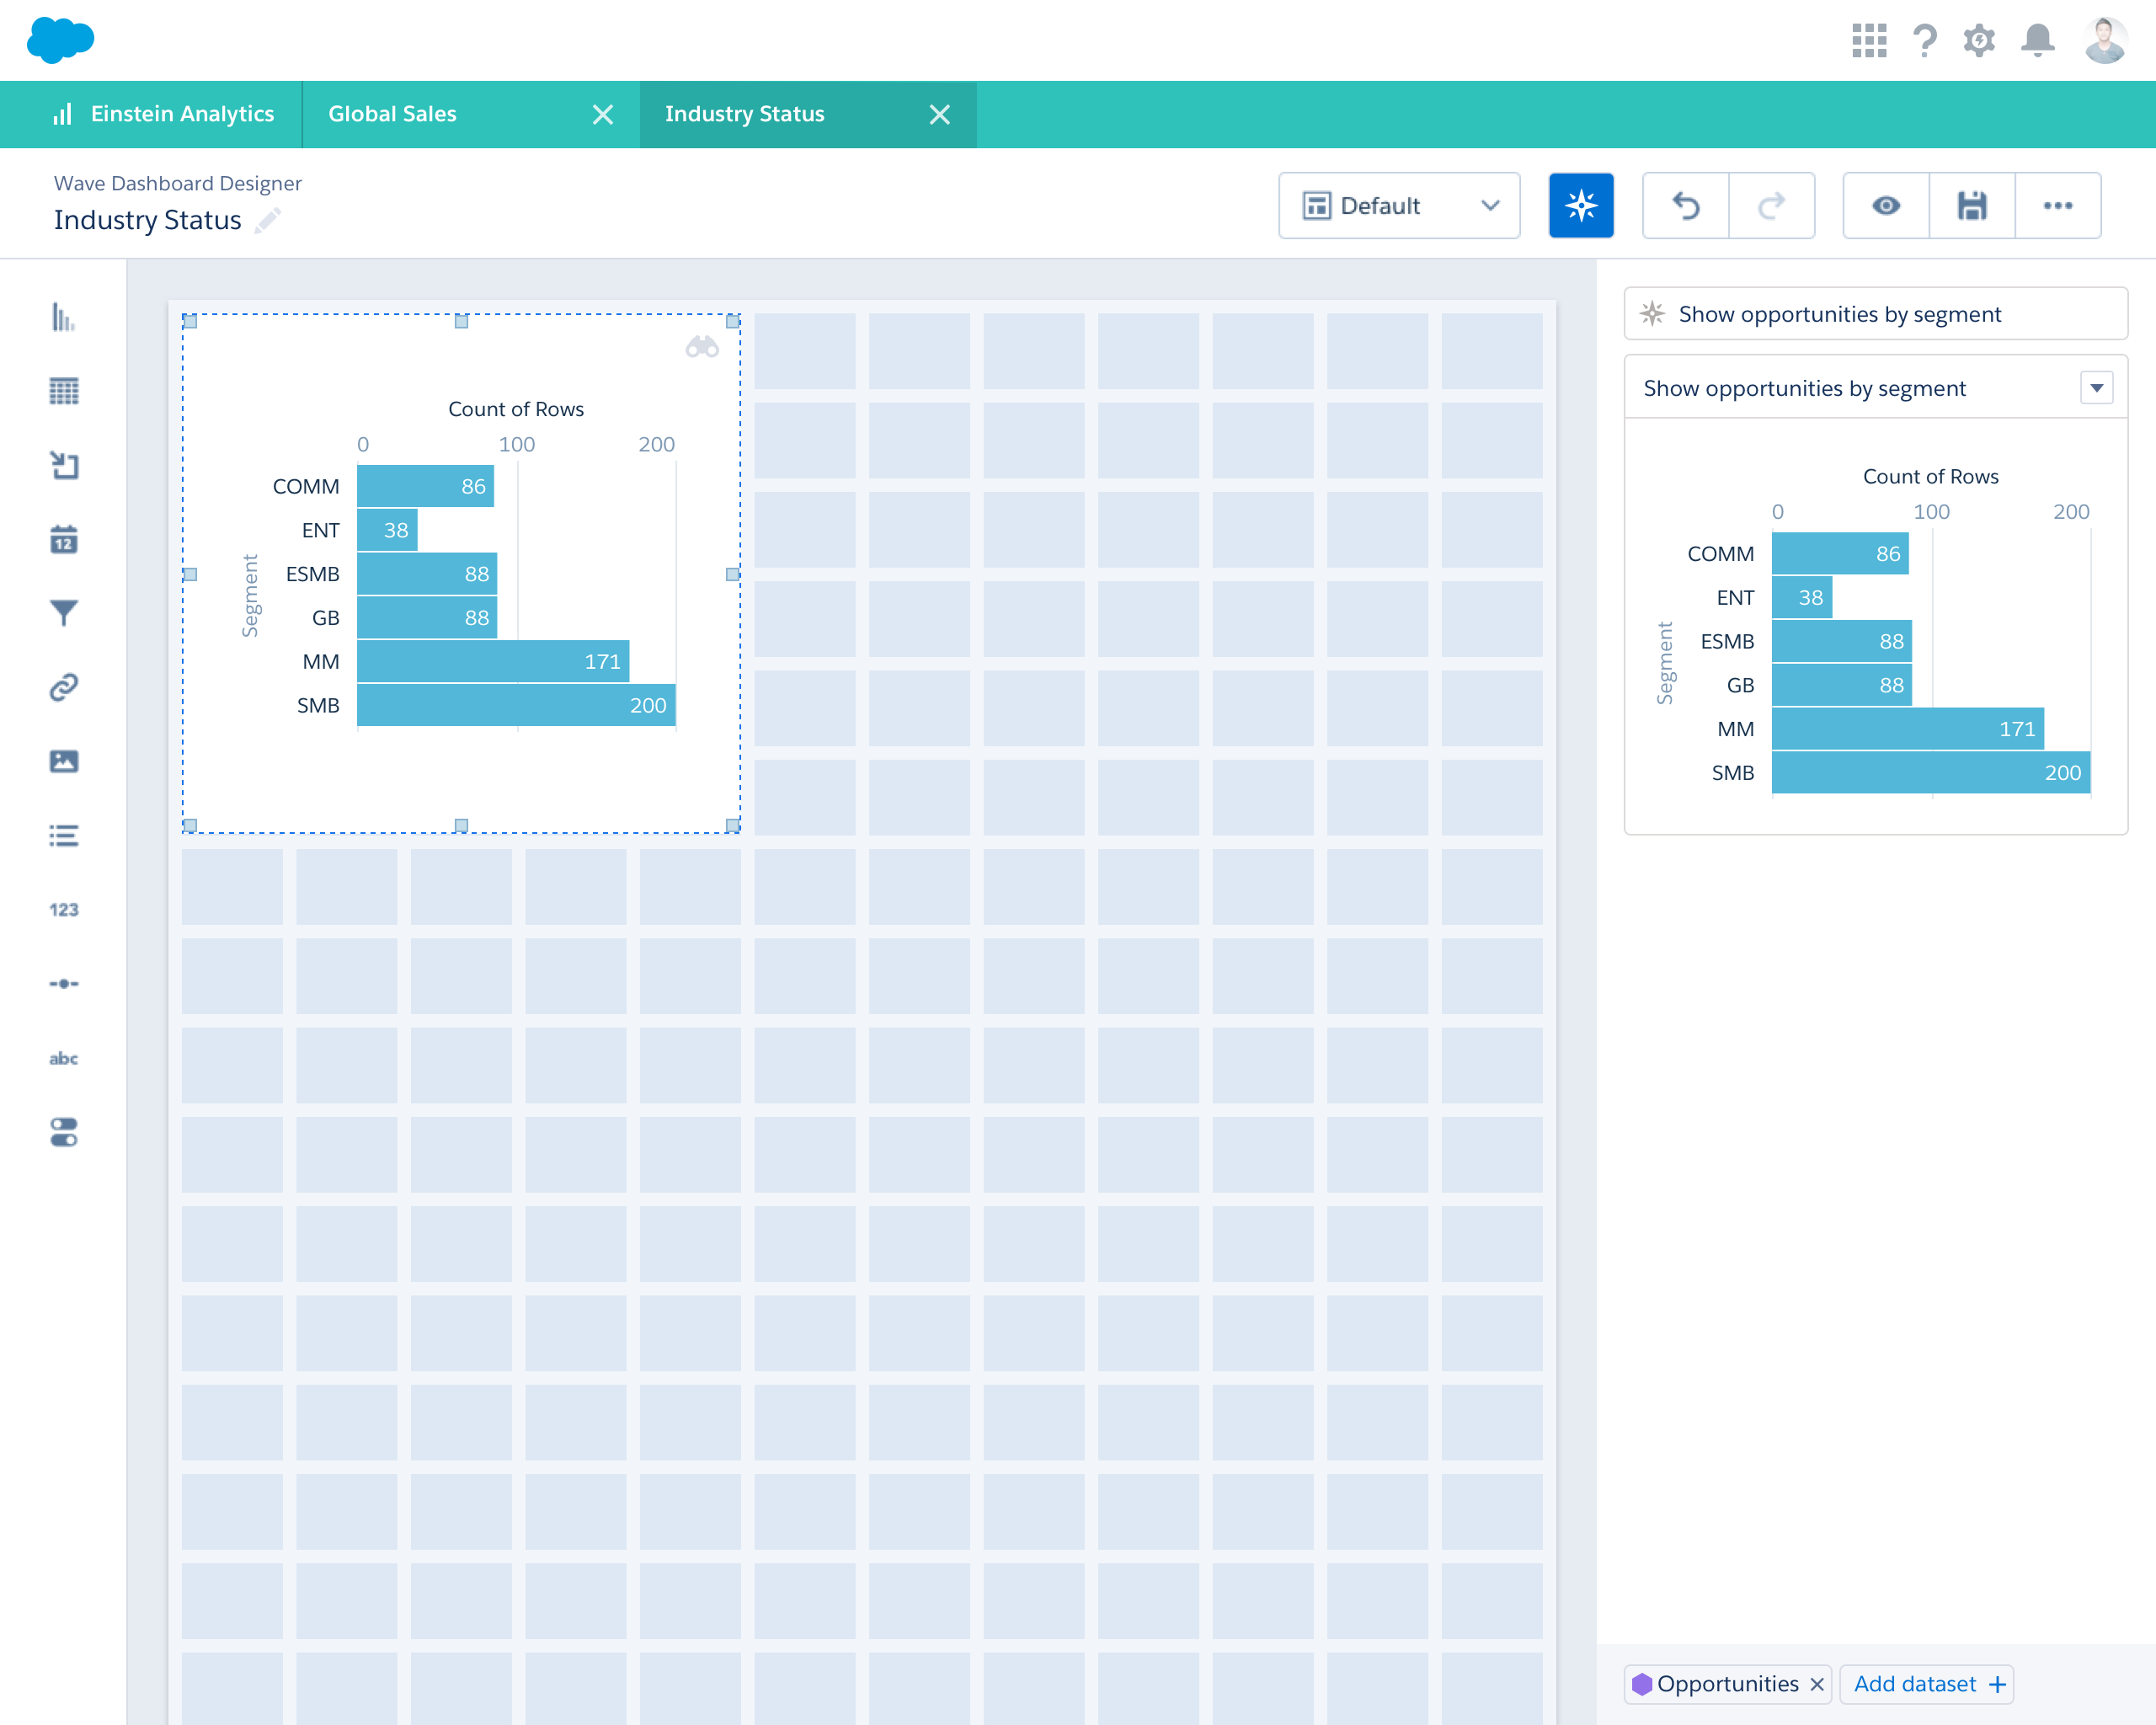 Einstein Analytics
Global Sales
Industry Status
Wave Dashboard Designer
Industry Status
Default
12
123
abc
Count of Rows
0 100 200
Segment
COMM 86
ENT 38
ESMB 88
GB 88
MM 171
SMB 200
Show opportunities by segment
Show opportunities by segment
Count of Rows
0 100 200
Segment
COMM 86
ENT 38
ESMB 88
GB 88
MM 171
SMB 200
Opportunities
Add dataset